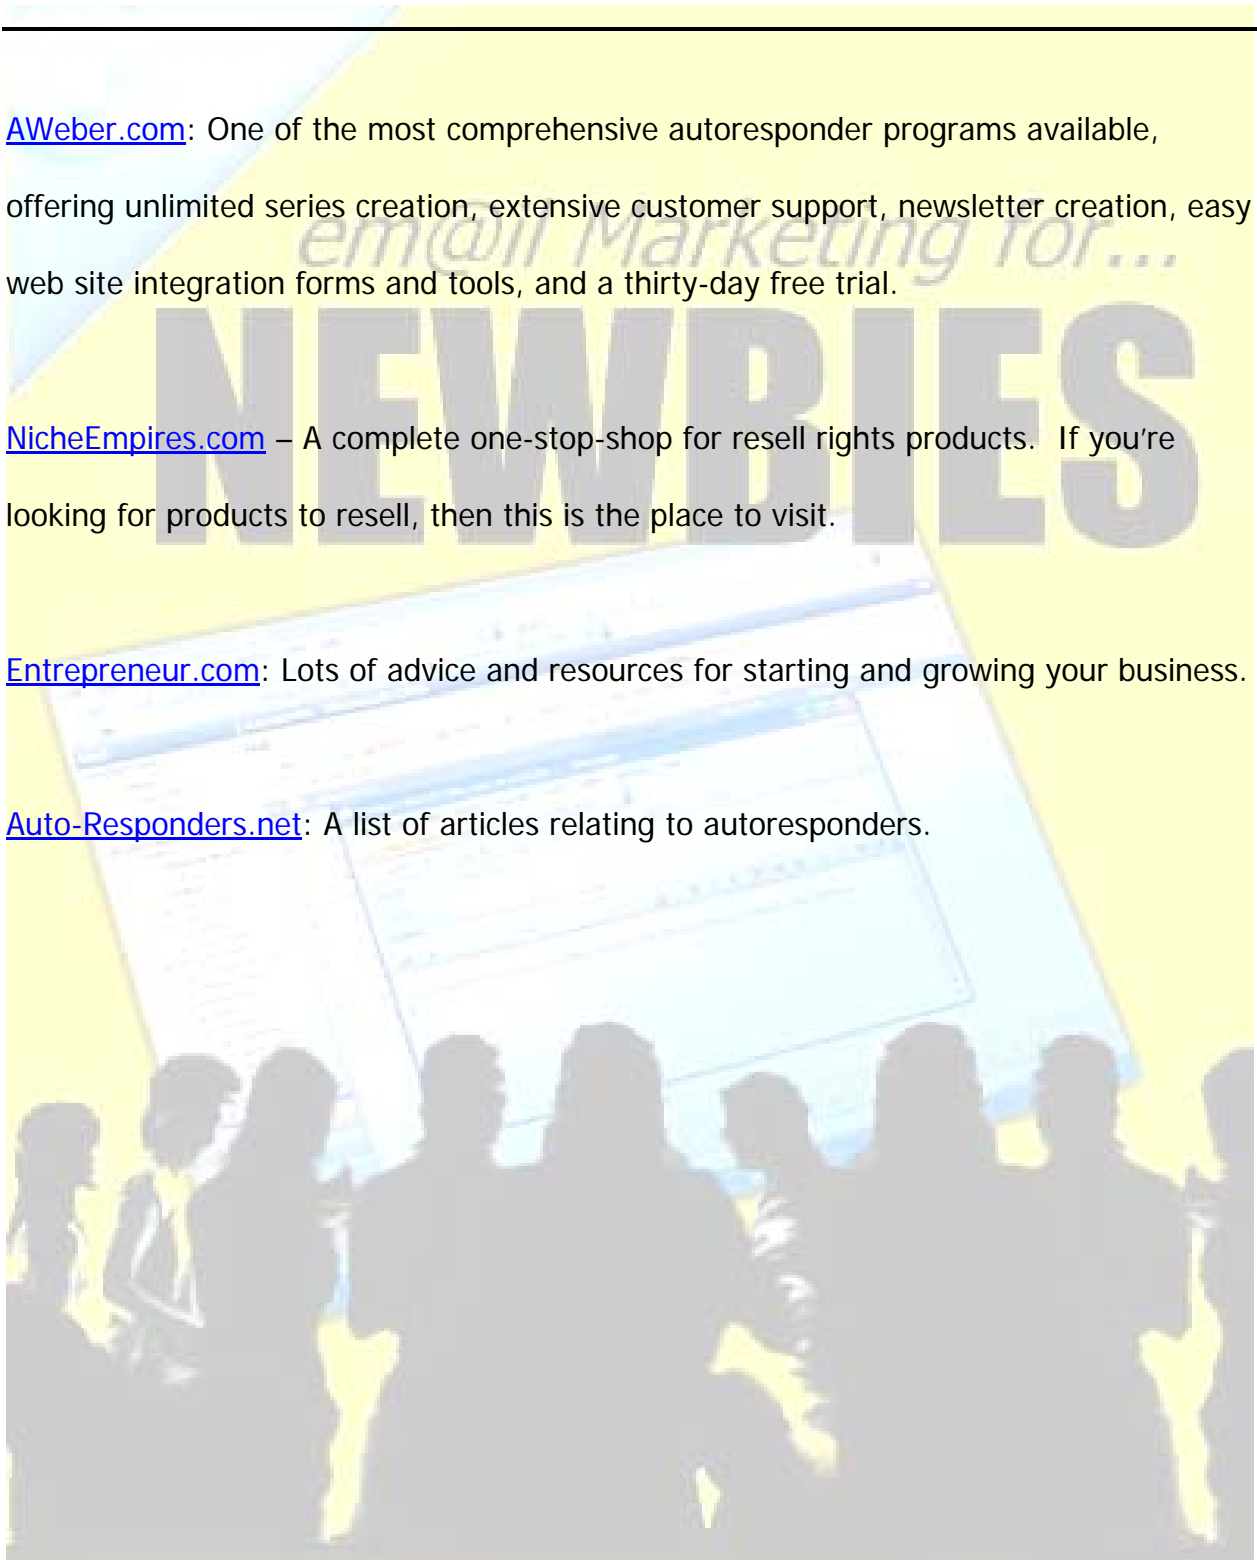 AWeber.com: One of the most comprehensive autoresponder programs available,
offering unlimited series creation, extensive customer support, newsletter creation, easy
em@il Marketing for...
web site integration forms and tools, and a thirty-day free trial.
NEWBIES
NicheEmpires.com – A complete one-stop-shop for resell rights products.  If you're
looking for products to resell, then this is the place to visit.
Entrepreneur.com: Lots of advice and resources for starting and growing your business.
Auto-Responders.net: A list of articles relating to autoresponders.